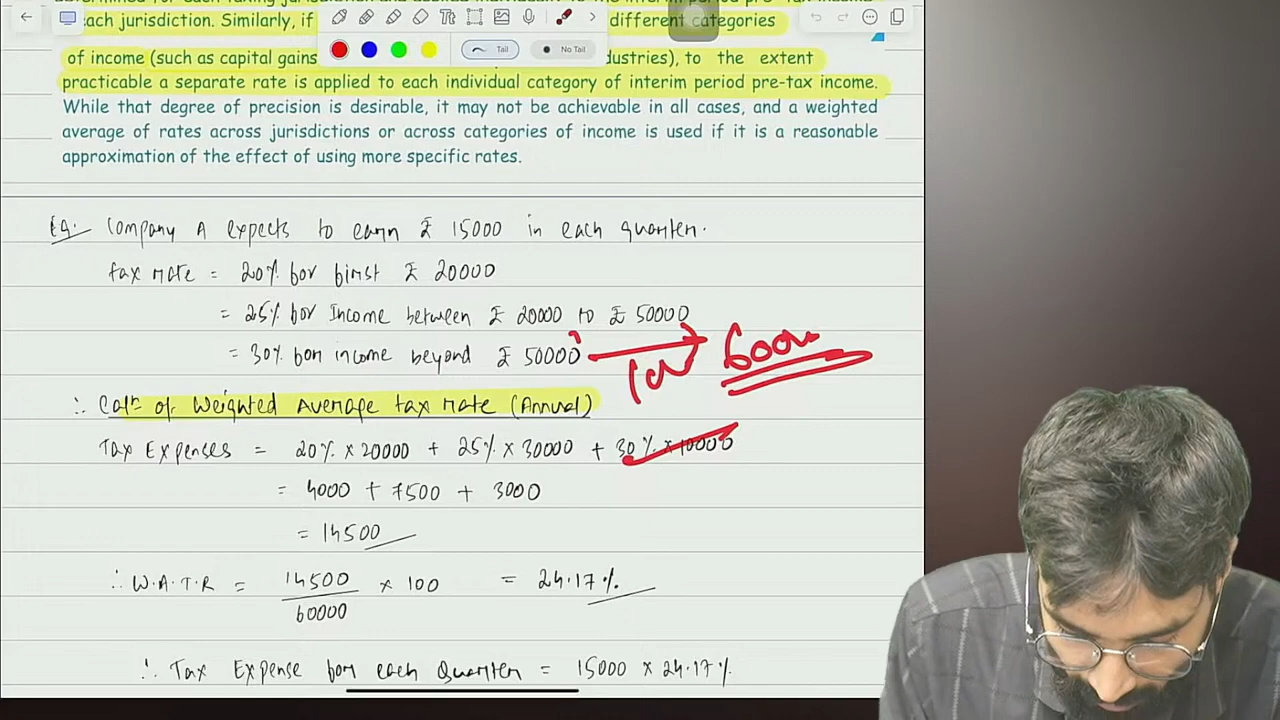 each jurisdiction. Similarly, if different categories
of income (such as capital gains dustries), to the extent
practicable a separate rate is applied to each individual category of interim period pre-tax income.
While that degree of precision is desirable, it may not be achievable in all cases, and a weighted
average of rates across jurisdictions or across categories of income is used if it is a reasonable
approximation of the effect of using more specific rates.
Tail
No Tail
Eg. Company A expects to earn ₹ 15000 in each quarter.
Tax rate = 20% for first ₹ 20000
= 25% for Income between ₹ 20000 to ₹ 50000
= 30% for income beyond ₹ 50000
∴ Calⁿ of Weighted Average tax rate (Annual)
Tax Expenses = 20% × 20000 + 25% × 30000 + 30% × 10000
= 4000 + 7500 + 3000
= 14500
∴ W.A.T.R = 14500 / 60000 × 100 = 24.17%
∴ Tax Expense for each Quarter = 15000 × 24.17%